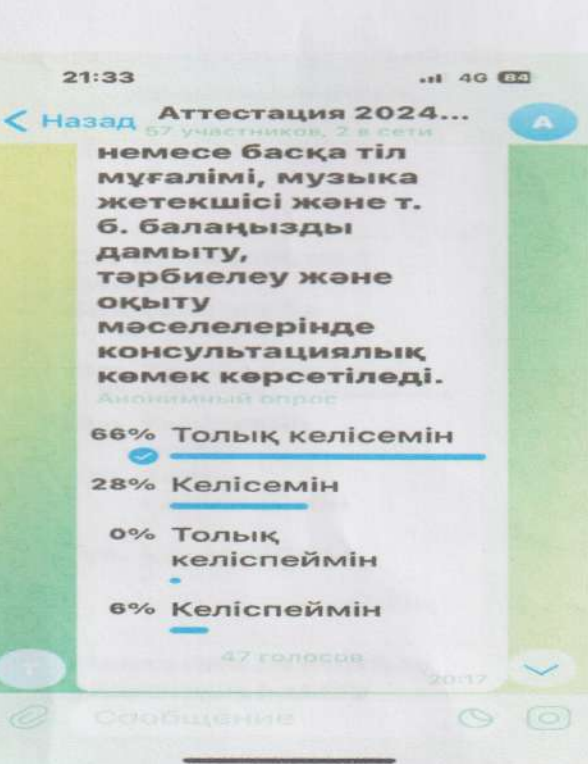 21:33
4G 84
Назад
Аттестация 2024...
57 участников, 2 в сети
A
немесе басқа тіл
мұғалімі, музыка
жетекшісі және т.
б. балаңызды
дамыту,
тәрбиелеу және
оқыту
мәселелерінде
консультациялық
көмек көрсетіледі.
Анонимный опрос
66% Толық келісемін
28% Келісемін
0% Толық
келіспеймін
6% Келіспеймін
47 голосов
20:17
Сообщение